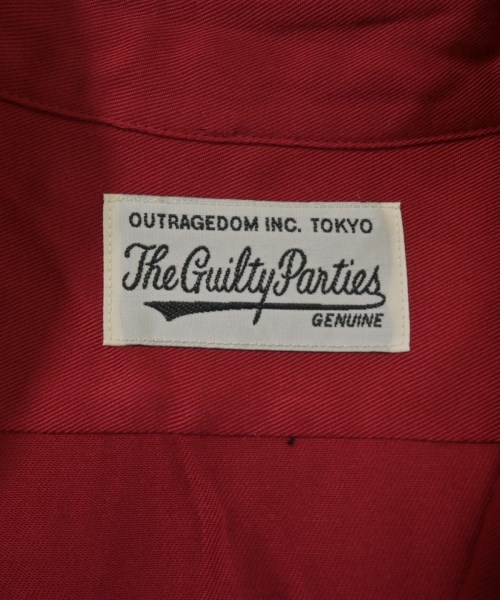 OUTRAGEDOM INC. TOKYO
The Guilty Parties
GENUINE